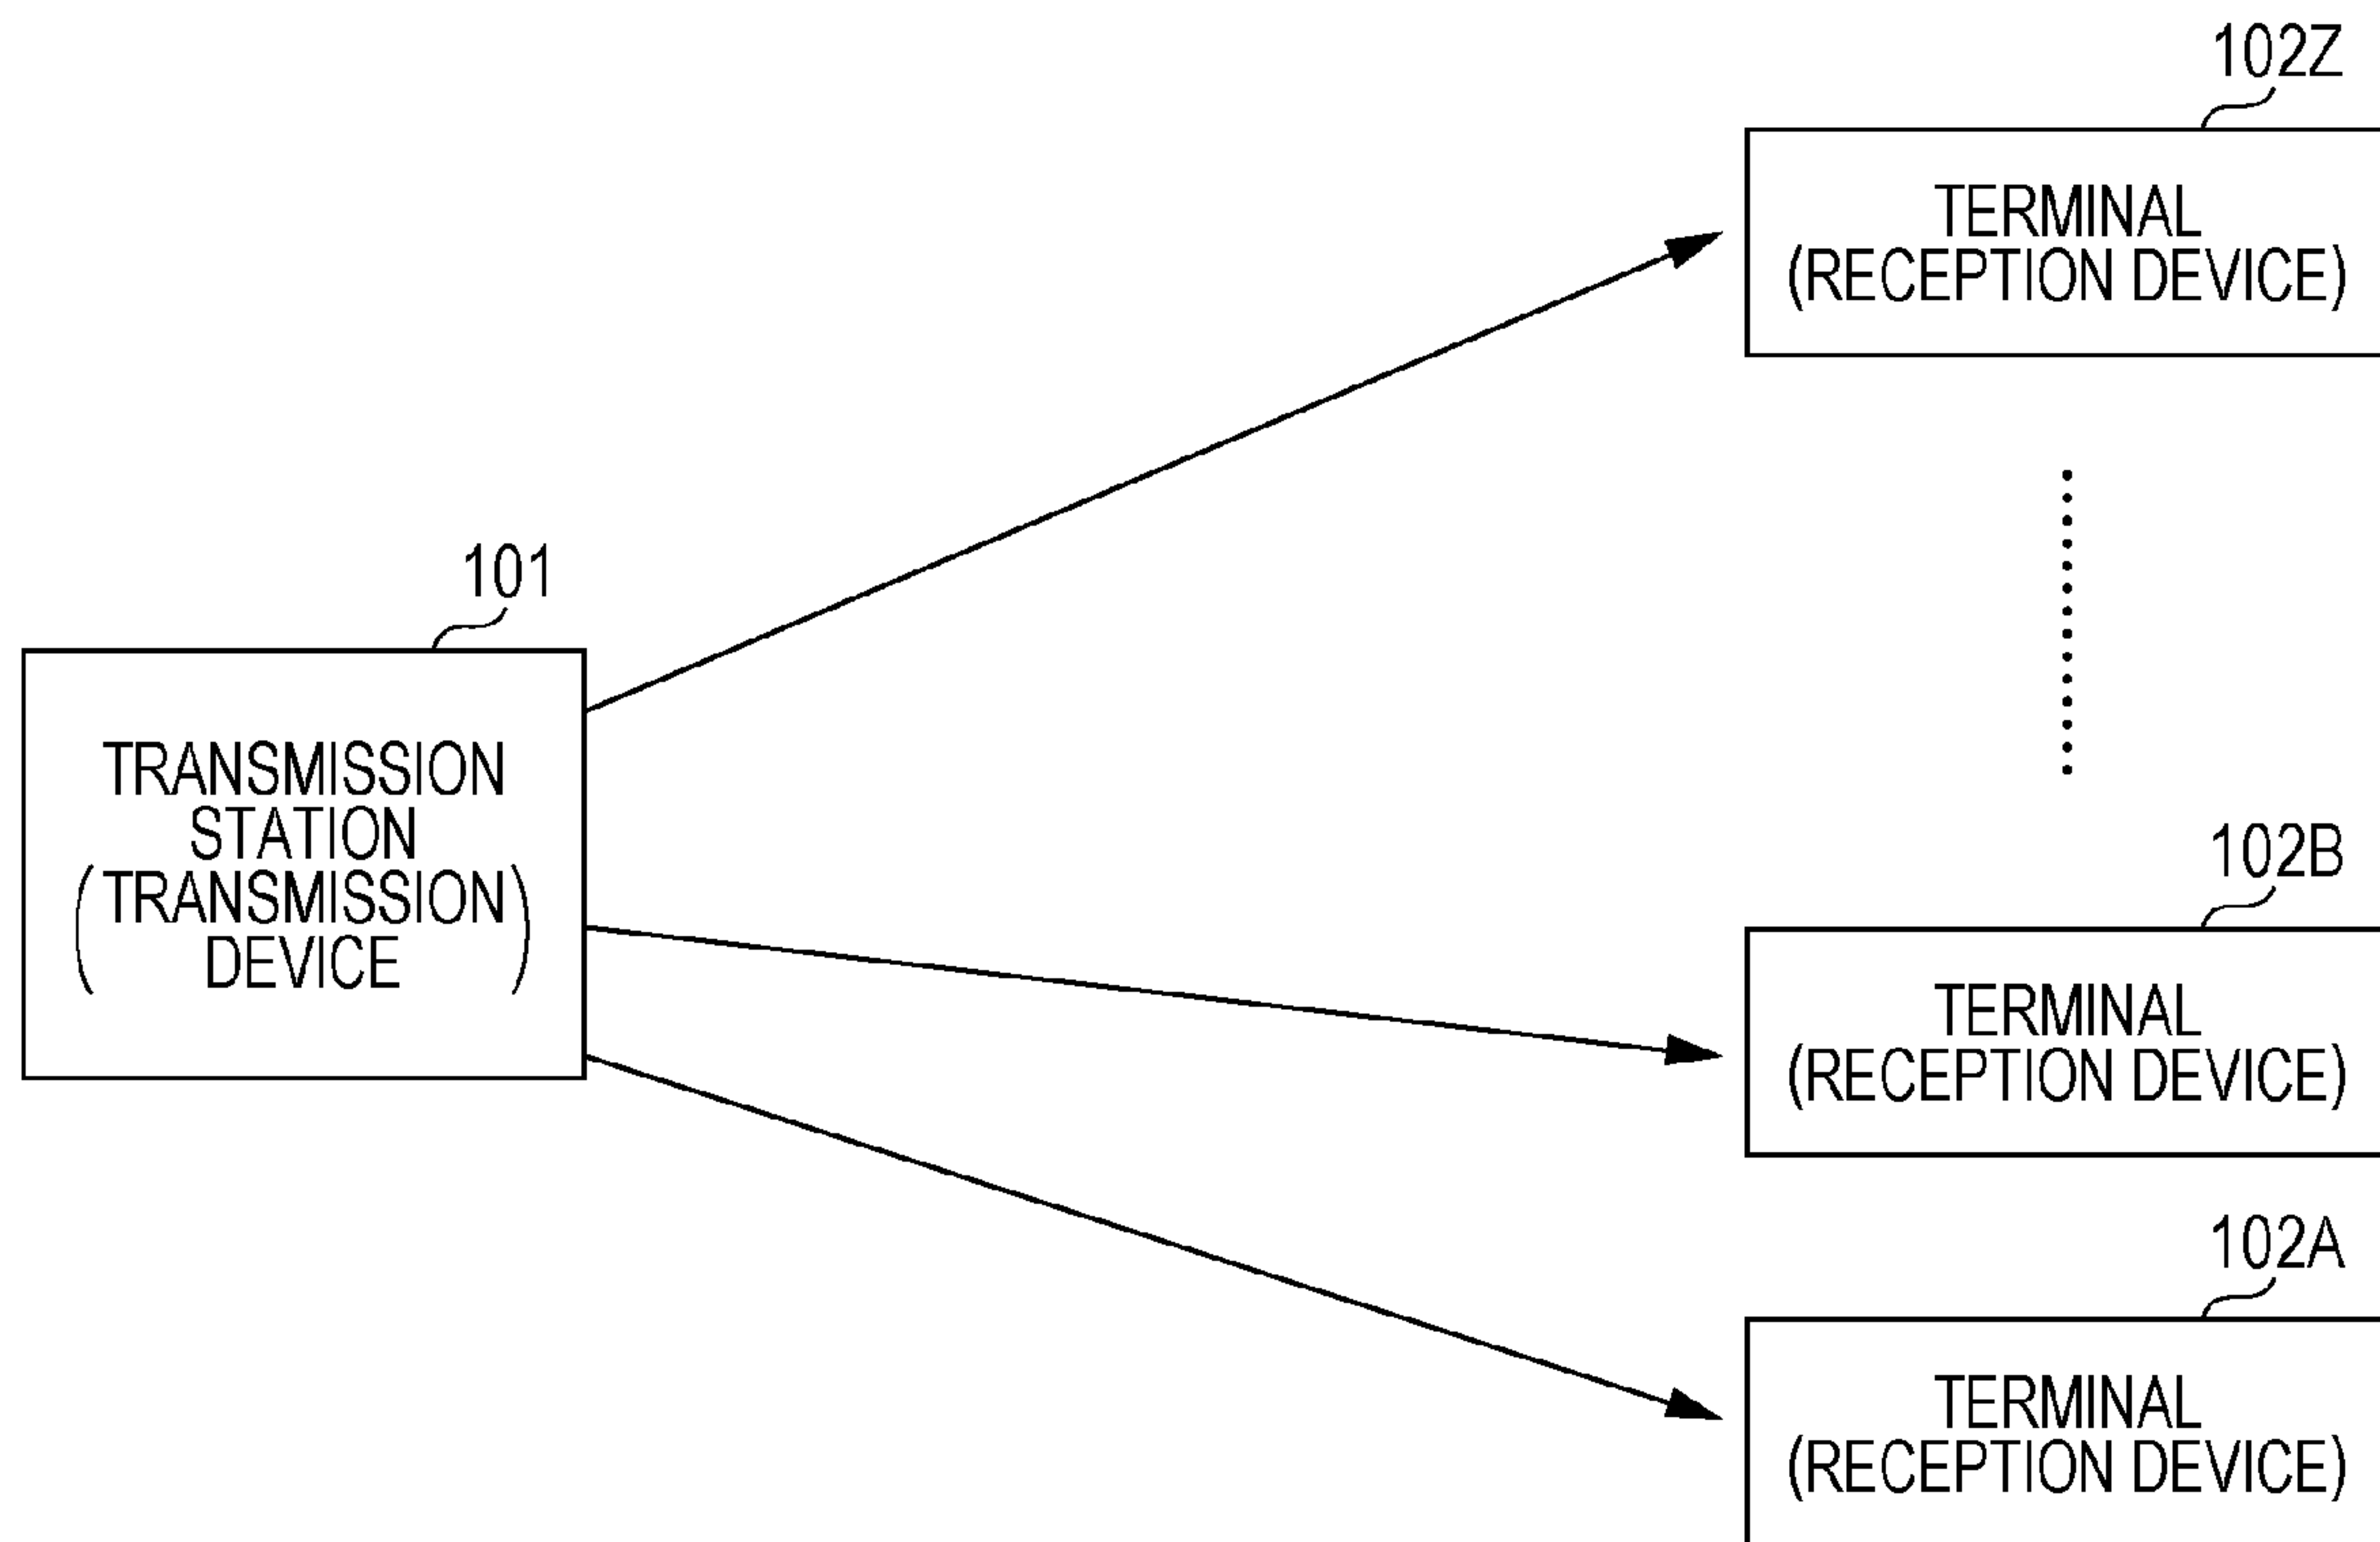 102Z
TERMINAL
(RECEPTION DEVICE)
101
TRANSMISSION
STATION
(TRANSMISSION
DEVICE)
102B
TERMINAL
(RECEPTION DEVICE)
102A
TERMINAL
(RECEPTION DEVICE)